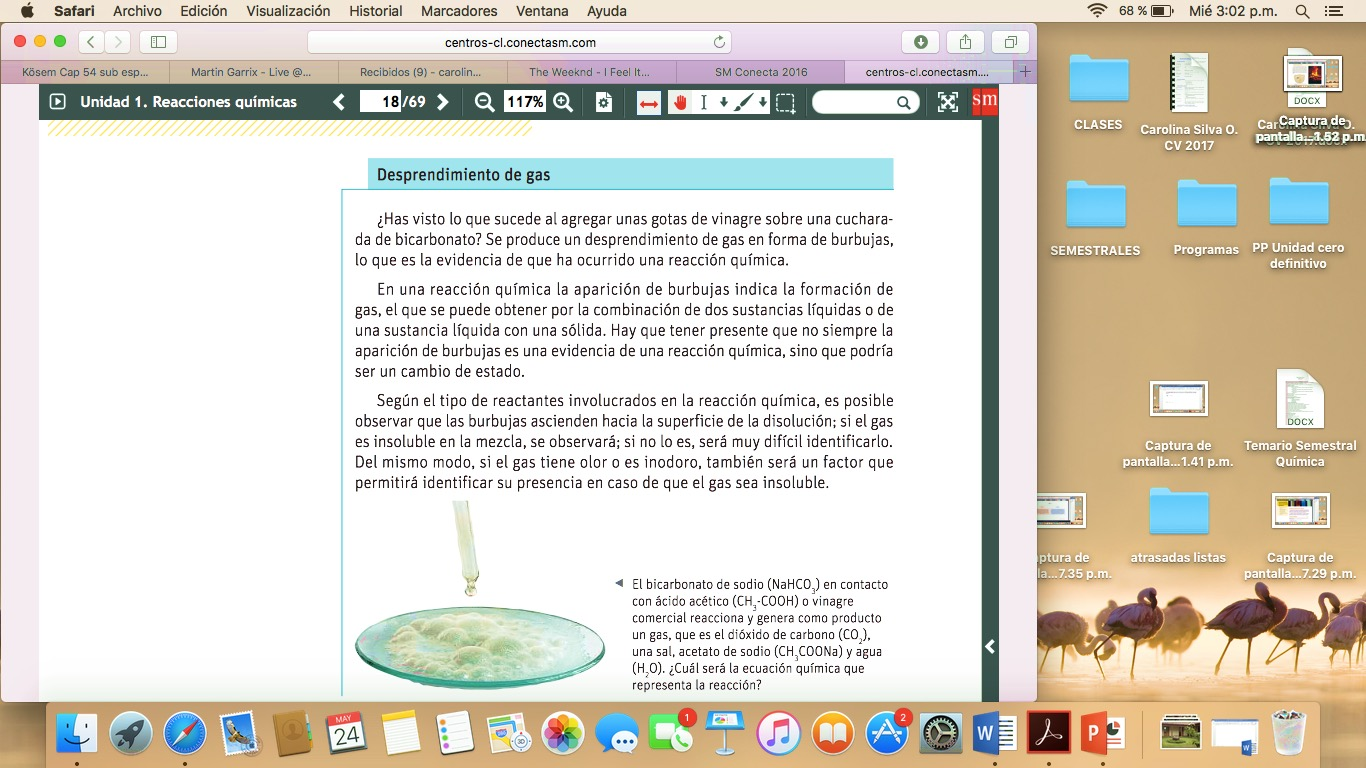 Safari Archivo Edición Visualización Historial Marcadores Ventana Ayuda 68 % Mié 3:02 p.m.
centros-cl.conectasm.com
Kösem Cap 54 sub esp... Martin Garrix - Live @... Recibidos (9) - carolin... The Weeknd - I Feel It... SM Conecta 2016 centros-cl.conectasm....
Unidad 1. Reacciones químicas 18 /69 117% sm
Desprendimiento de gas
¿Has visto lo que sucede al agregar unas gotas de vinagre sobre una cuchara-
da de bicarbonato? Se produce un desprendimiento de gas en forma de burbujas,
lo que es la evidencia de que ha ocurrido una reacción química.
En una reacción química la aparición de burbujas indica la formación de
gas, el que se puede obtener por la combinación de dos sustancias líquidas o de
una sustancia líquida con una sólida. Hay que tener presente que no siempre la
aparición de burbujas es una evidencia de una reacción química, sino que podría
ser un cambio de estado.
Según el tipo de reactantes involucrados en la reacción química, es posible
observar que las burbujas ascienden hacia la superficie de la disolución; si el gas
es insoluble en la mezcla, se observará; si no lo es, será muy difícil identificarlo.
Del mismo modo, si el gas tiene olor o es inodoro, también será un factor que
permitirá identificar su presencia en caso de que el gas sea insoluble.
El bicarbonato de sodio (NaHCO3) en contacto
con ácido acético (CH3-COOH) o vinagre
comercial reacciona y genera como producto
un gas, que es el dióxido de carbono (CO2),
una sal, acetato de sodio (CH3COONa) y agua
(H2O). ¿Cuál será la ecuación química que
representa la reacción?
CLASES
Carolina Silva O.
CV 2017
DOCX
Captura de
pantalla...1.52 p.m.
SEMESTRALES
Programas
PP Unidad cero
definitivo
Captura de
pantalla...1.41 p.m.
DOCX
Temario Semestral
Química
ptura de
la...7.35 p.m.
atrasadas listas
Captura de
pantalla...7.29 p.m.
MAY
24
3D
1
2
W
P
W